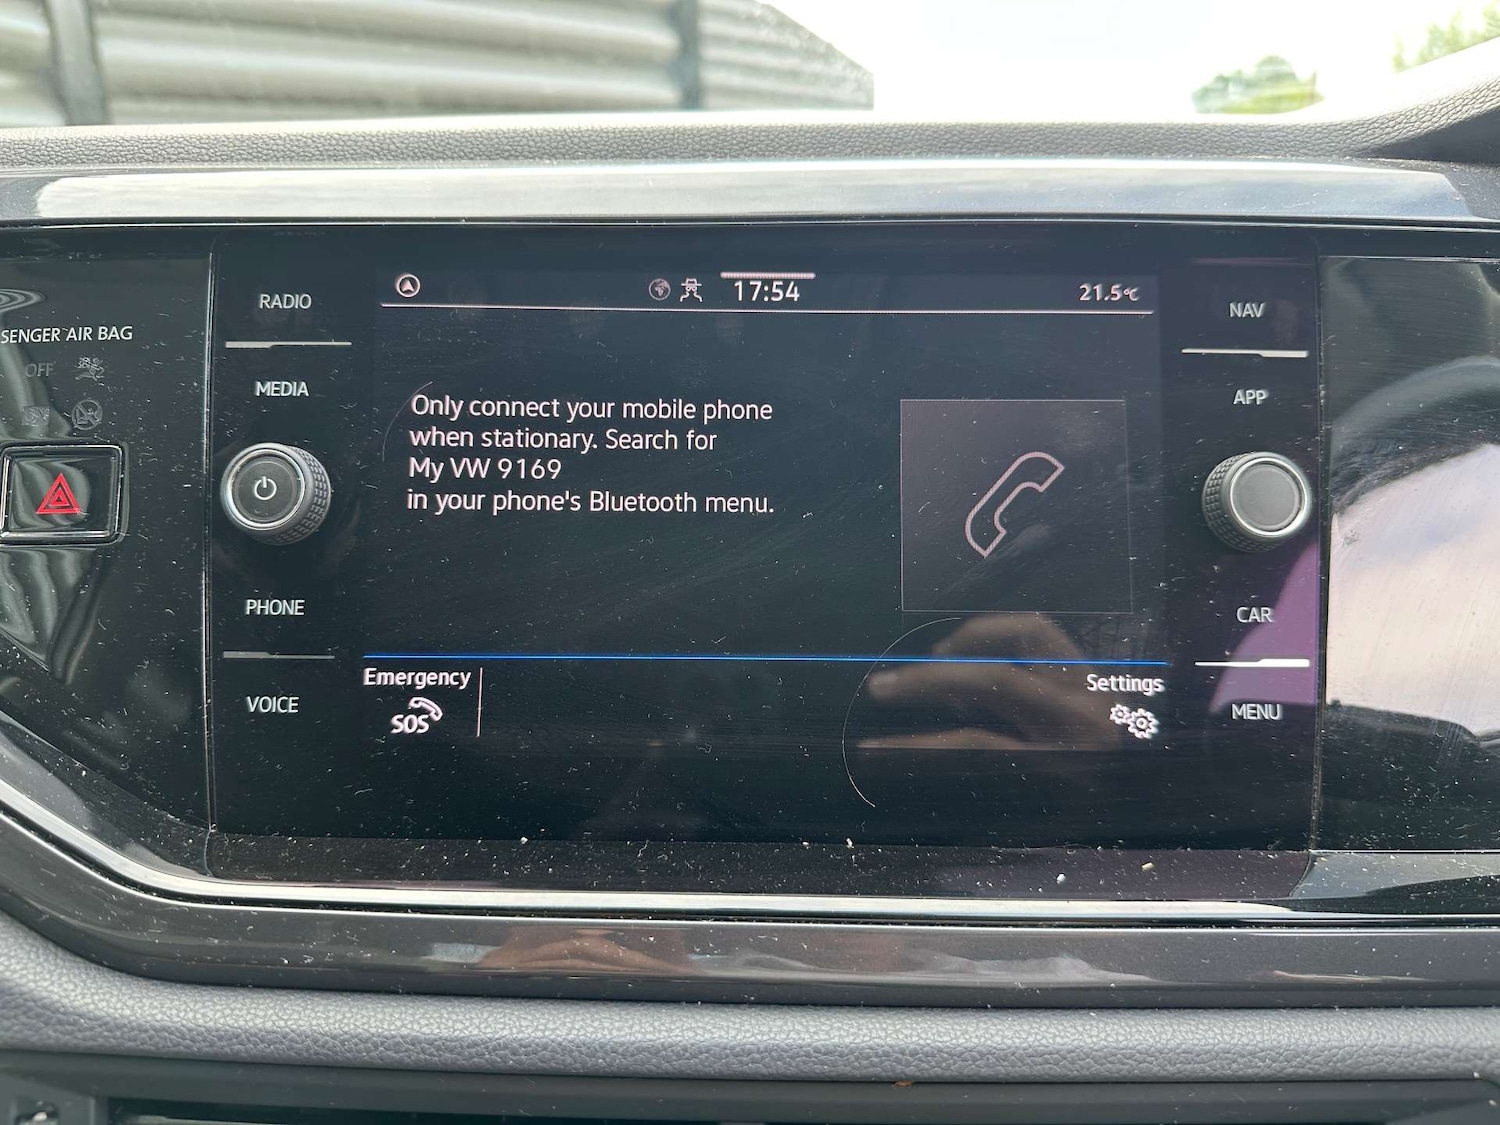 SENGER AIR BAG
OFF
RADIO
MEDIA
PHONE
VOICE
17:54
21.5°C
Only connect your mobile phone
when stationary. Search for
My VW 9169
in your phone's Bluetooth menu.
Emergency
SOS
Settings
NAV
APP
CAR
MENU